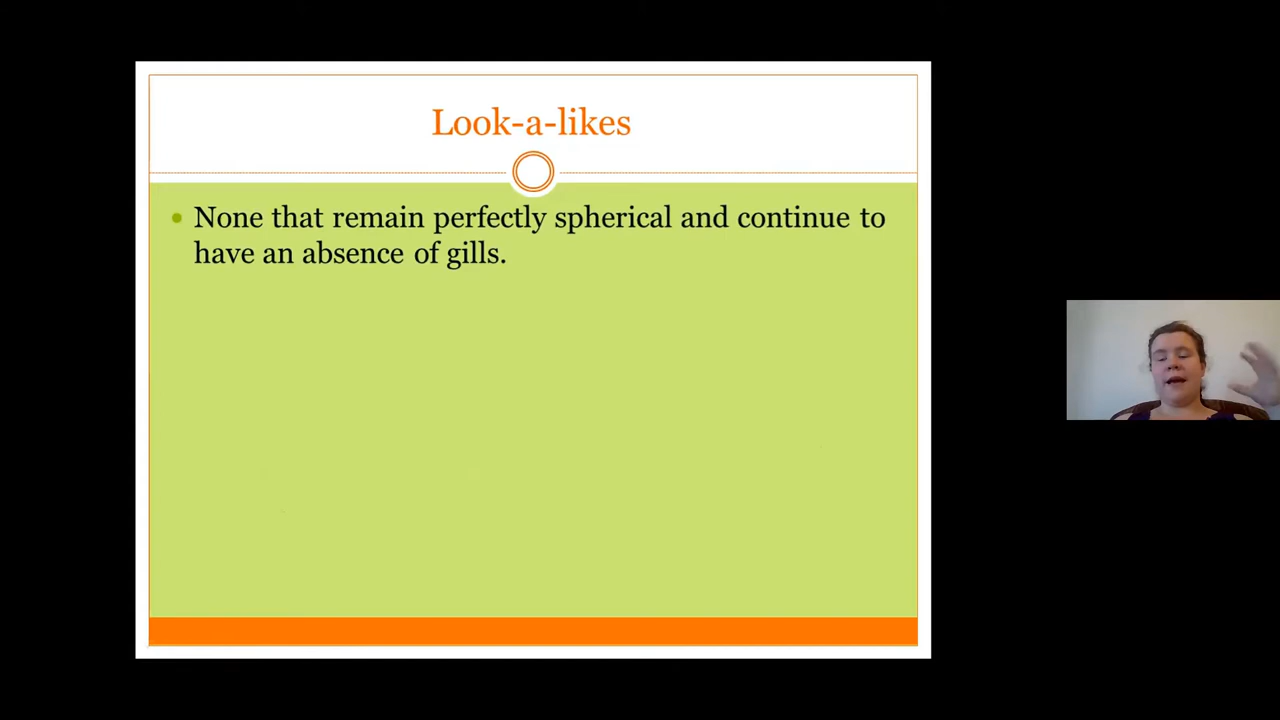 Look-a-likes
None that remain perfectly spherical and continue to
have an absence of gills.